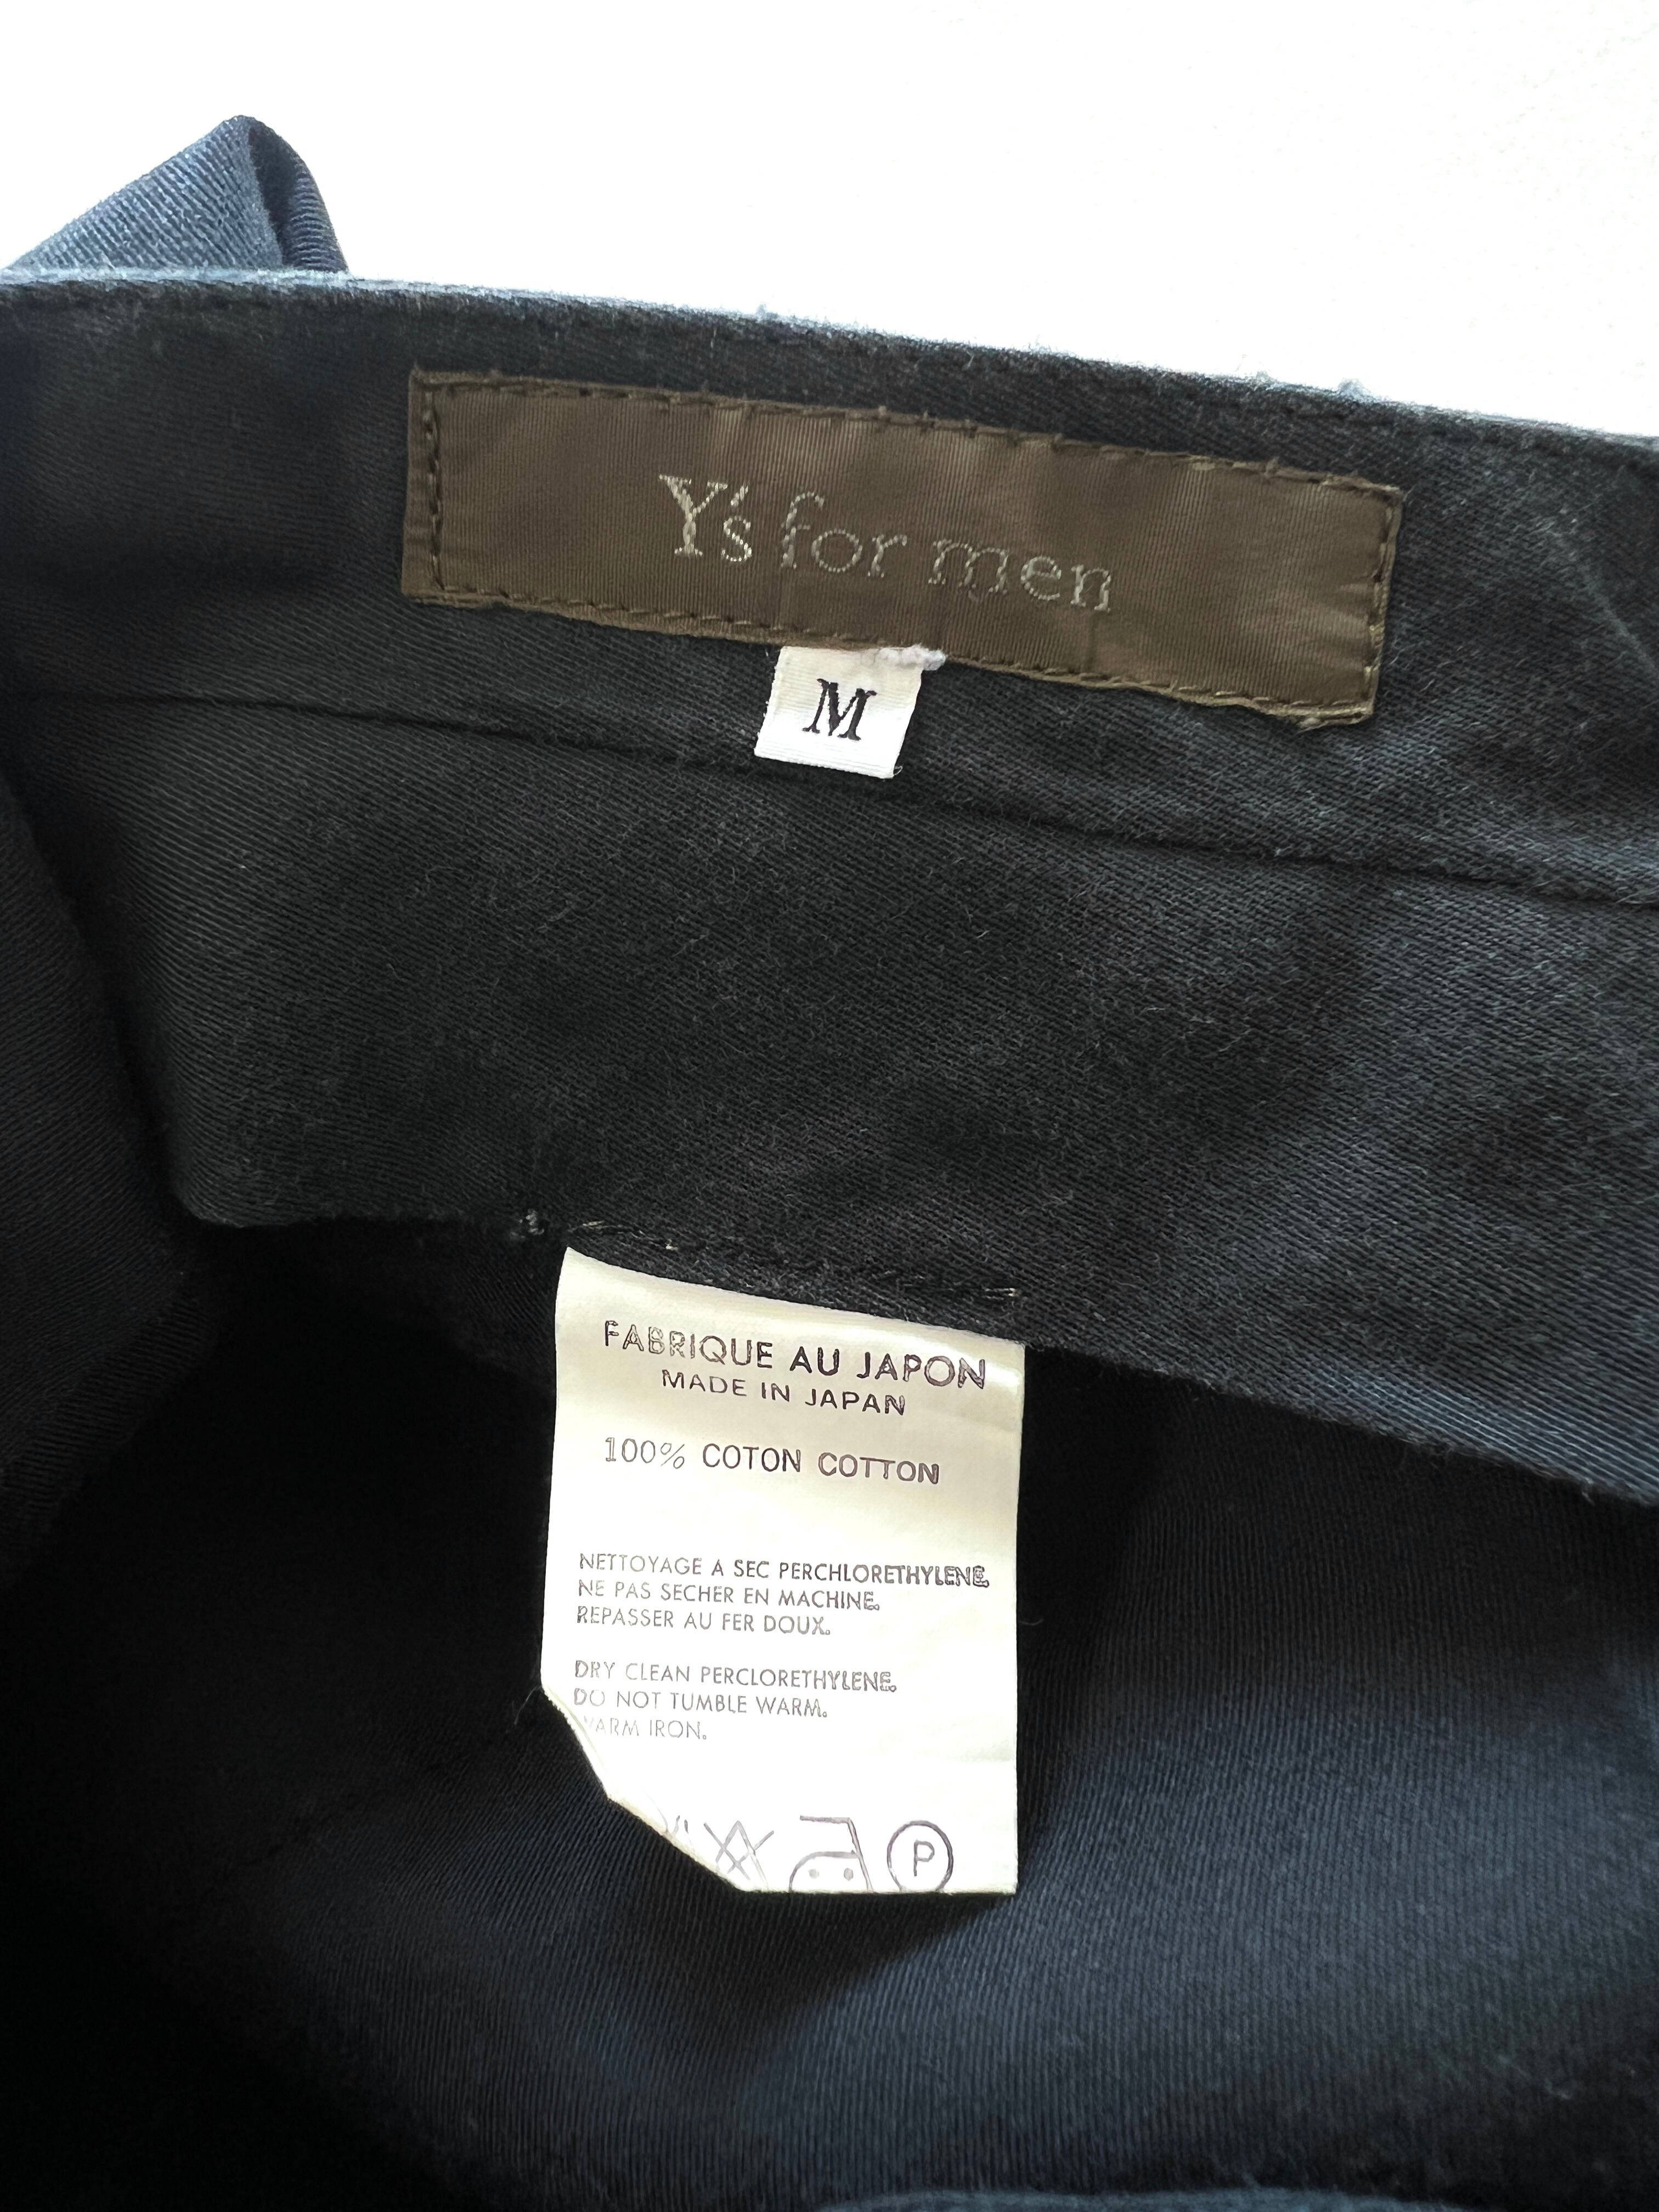 Y's for men
M
FABRIQUE AU JAPON
MADE IN JAPAN
100% COTON COTTON
NETTOYAGE A SEC PERCHLORETHYLENE.
NE PAS SECHER EN MACHINE.
REPASSER AU FER DOUX.
DRY CLEAN PERCLORETHYLENE.
DO NOT TUMBLE WARM.
WARM IRON.
P